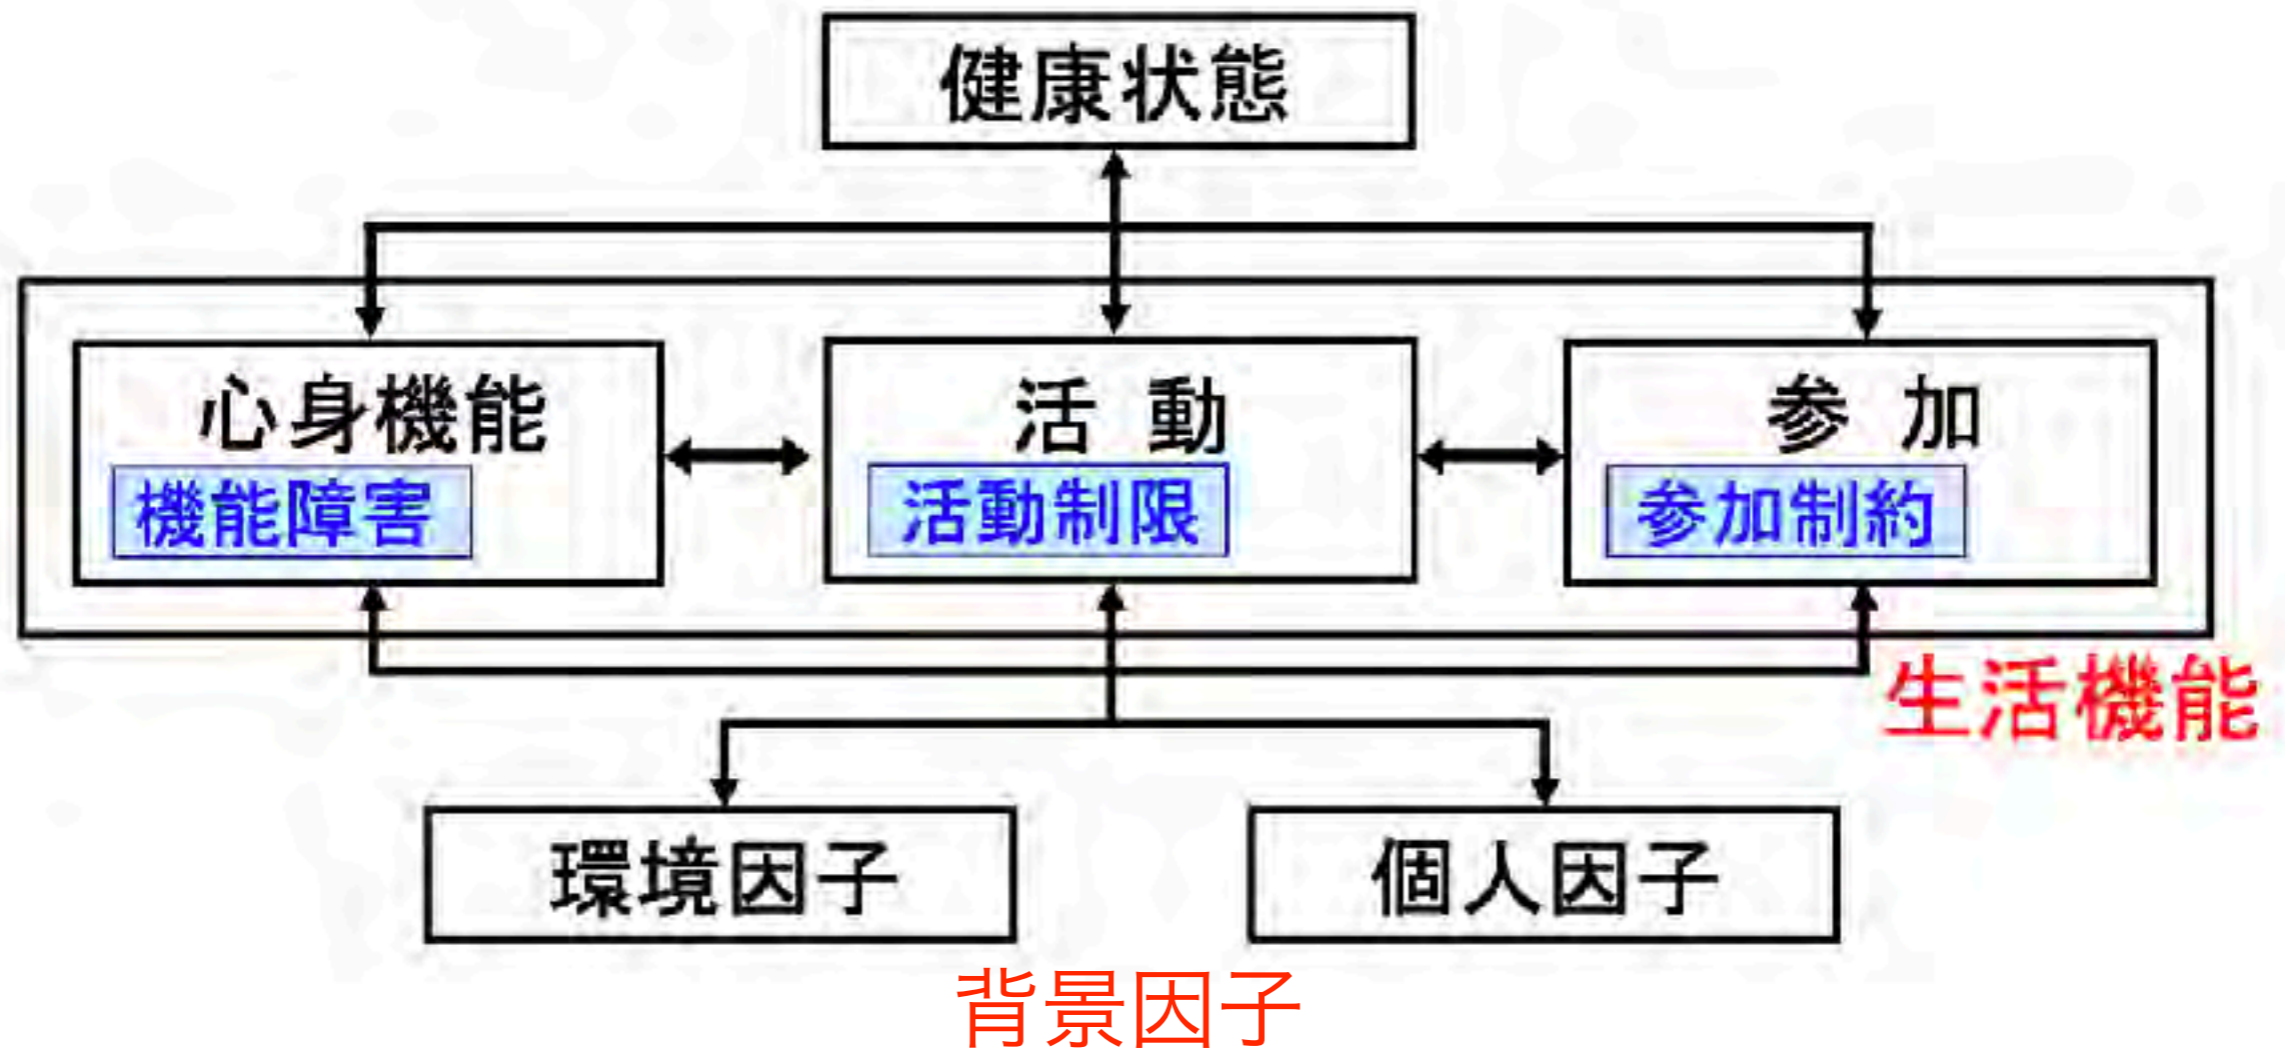 健康状態
心身機能
機能障害
活動
活動制限
参加
参加制約
生活機能
環境因子
個人因子
背景因子